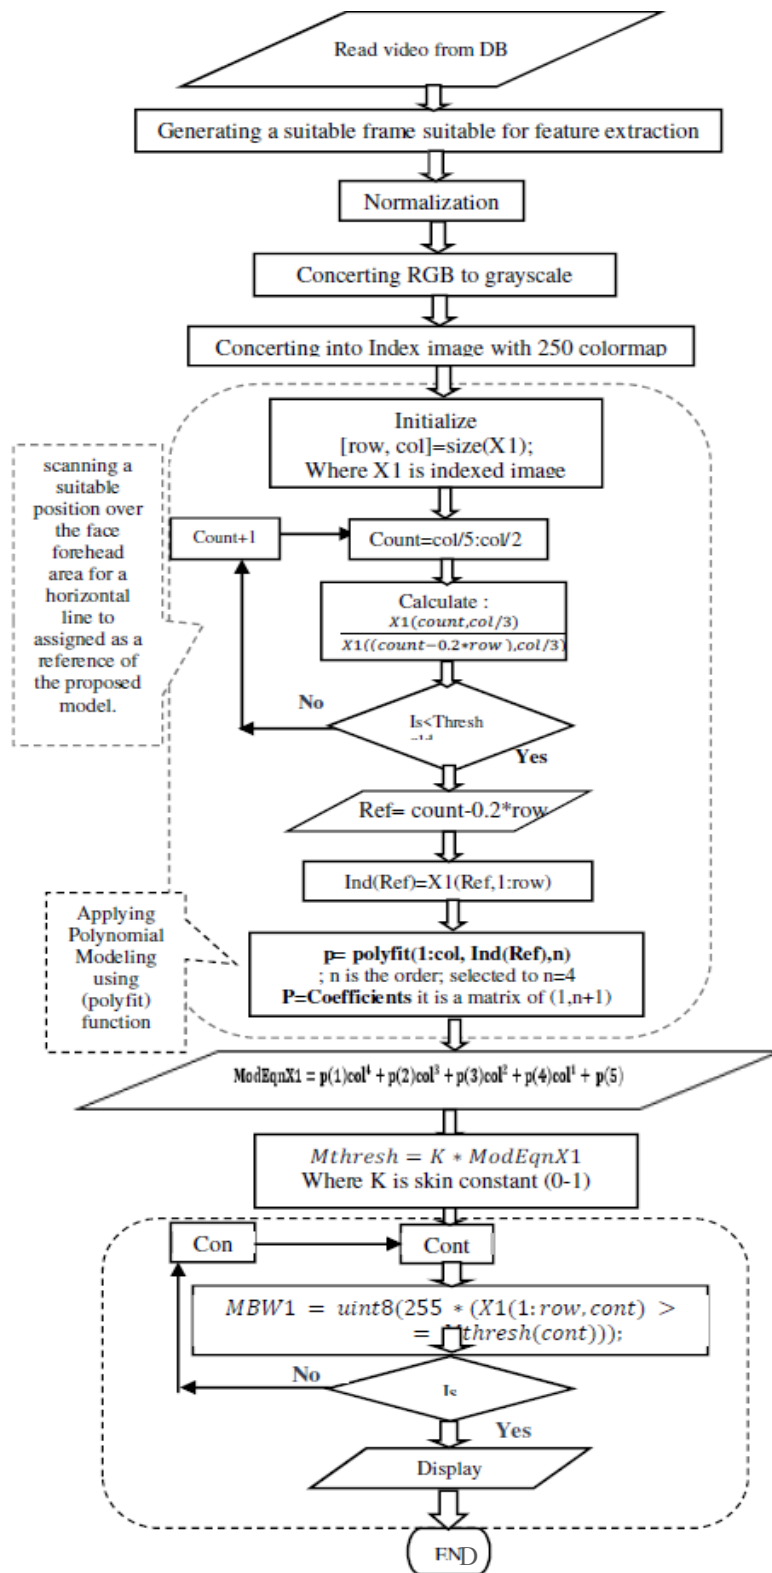 Read video from DB
Generating a suitable frame suitable for feature extraction
Normalization
Concerting RGB to grayscale
Concerting into Index image with 250 colormap
Initialize
[row, col]=size(X1);
Where X1 is indexed image
scanning a
suitable
position over
the face
forehead
area for a
horizontal
line to
assigned as a
reference of
the proposed
model.
Count+1
Count=col/5:col/2
Calculate :
X1(count,col/3)
X1((count−0.2*row ),col/3)
No
Is<Thresh
Yes
Ref= count-0.2*row
Ind(Ref)=X1(Ref,1:row)
Applying
Polynomial
Modeling
using
(polyfit)
function
p= polyfit(1:col, Ind(Ref),n)
; n is the order; selected to n=4
P=Coefficients it is a matrix of (1,n+1)
ModEqnX1 = p(1)col⁴ + p(2)col³ + p(3)col² + p(4)col¹ + p(5)
Mthresh = K * ModEqnX1
Where K is skin constant (0-1)
Con
Cont
MBW1 = uint8(255 * (X1(1:row,cont) >
= Mthresh(cont)));
No
Is
Yes
Display
END